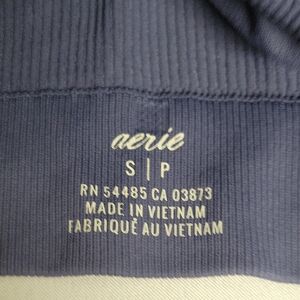 aerie
S | P
RN 54485 CA 03873
MADE IN VIETNAM
FABRIQUÉ AU VIETNAM